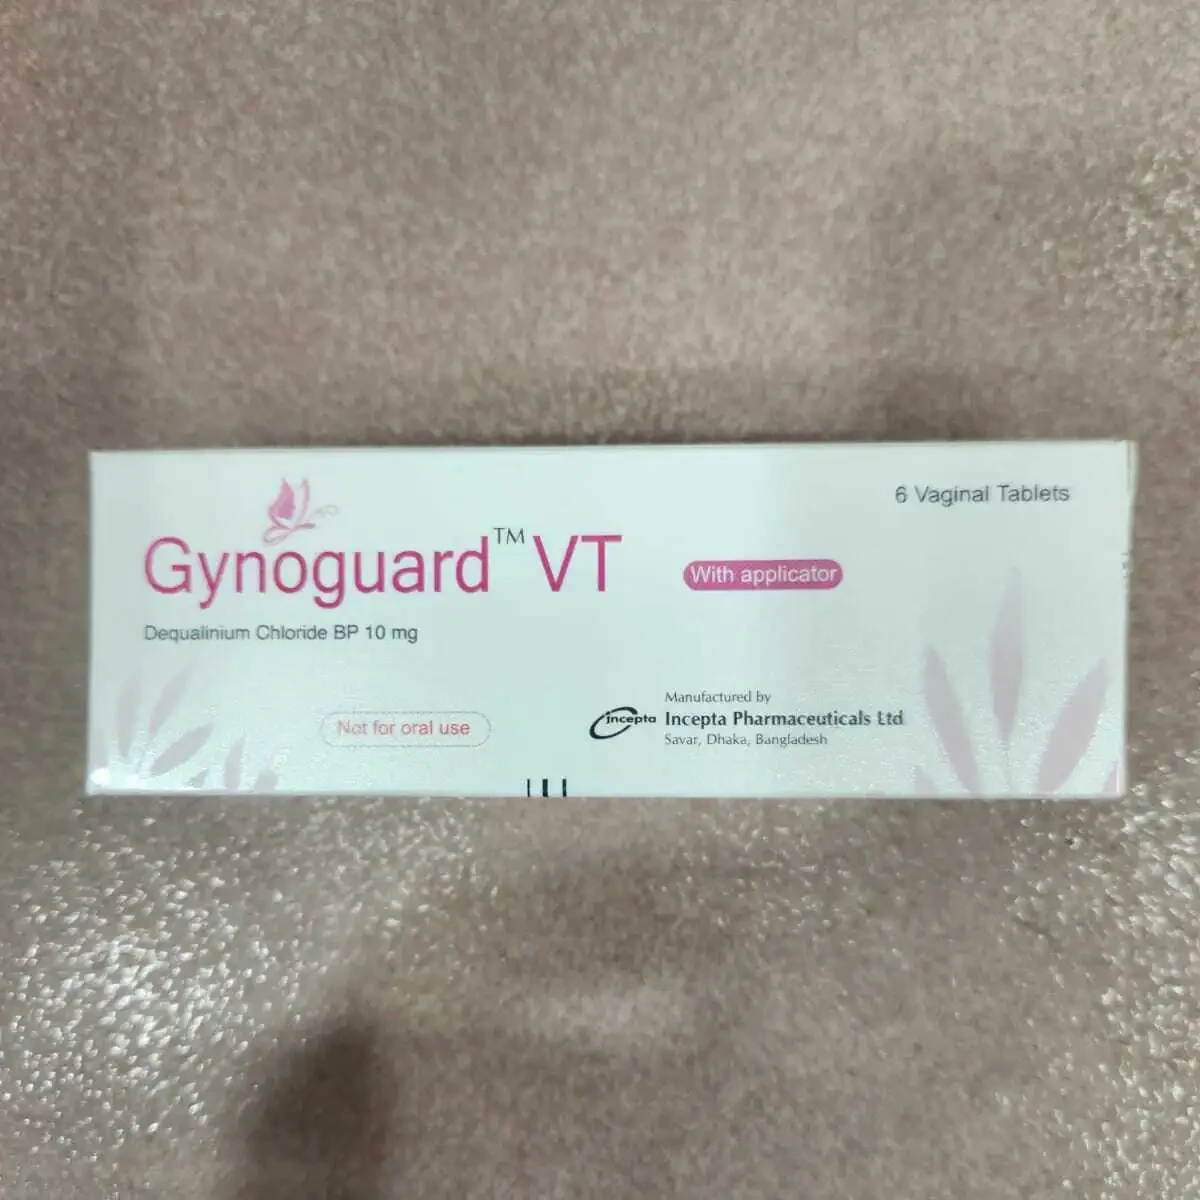 6 Vaginal Tablets
Gynoguard™ VT
With applicator
Dequalinium Chloride BP 10 mg
Not for oral use
Manufactured by
incepta Incepta Pharmaceuticals Ltd
Savar, Dhaka, Bangladesh